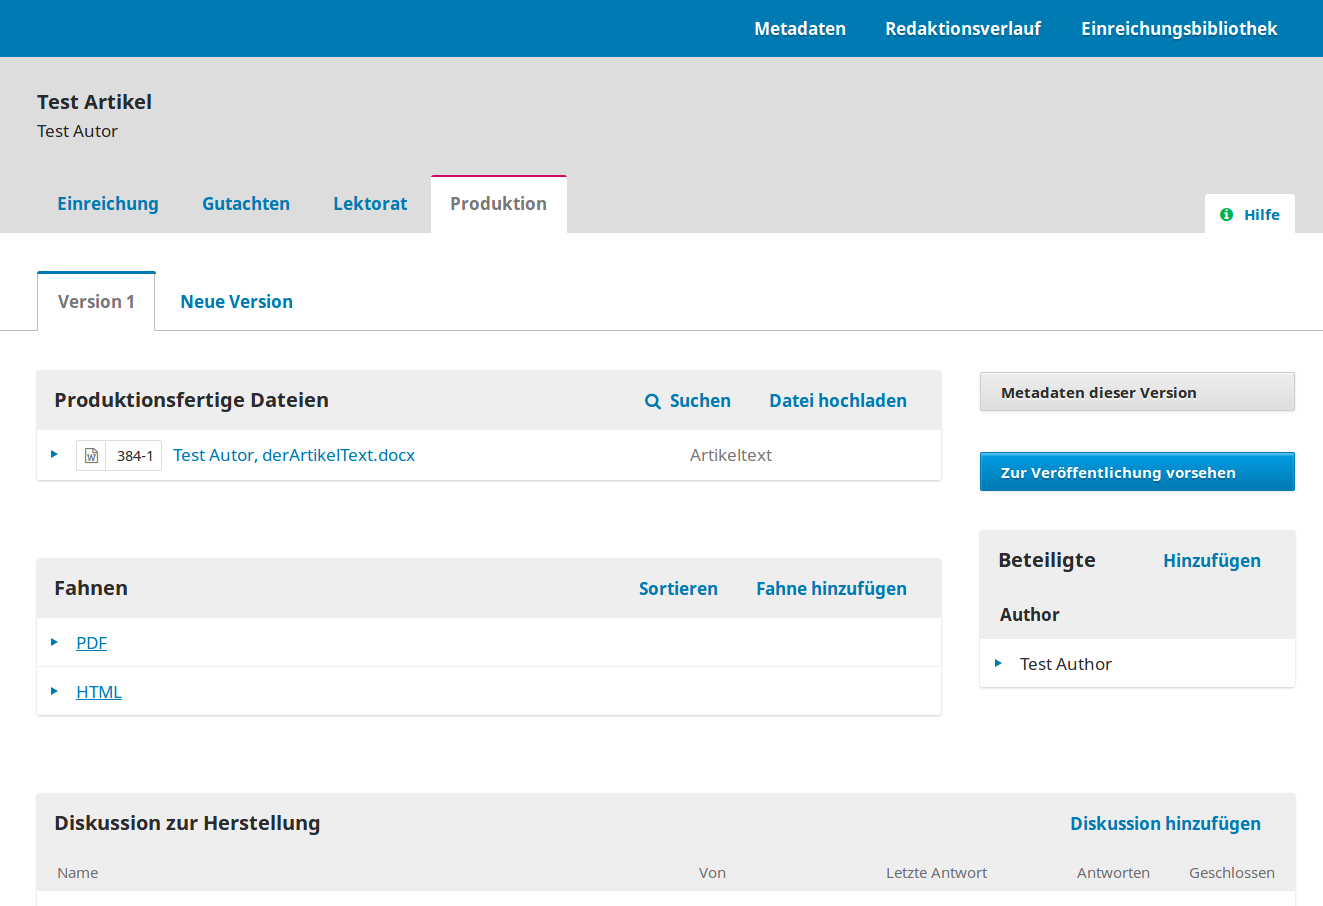 Metadaten Redaktionsverlauf Einreichungsbibliothek
Test Artikel
Test Autor
Einreichung Gutachten Lektorat Produktion
Hilfe
Version 1 Neue Version
Produktionsfertige Dateien Suchen Datei hochladen
384-1 Test Autor, derArtikelText.docx Artikeltext
Metadaten dieser Version
Zur Veröffentlichung vorsehen
Fahnen Sortieren Fahne hinzufügen
PDF
HTML
Beteiligte Hinzufügen
Author
Test Author
Diskussion zur Herstellung Diskussion hinzufügen
Name Von Letzte Antwort Antworten Geschlossen